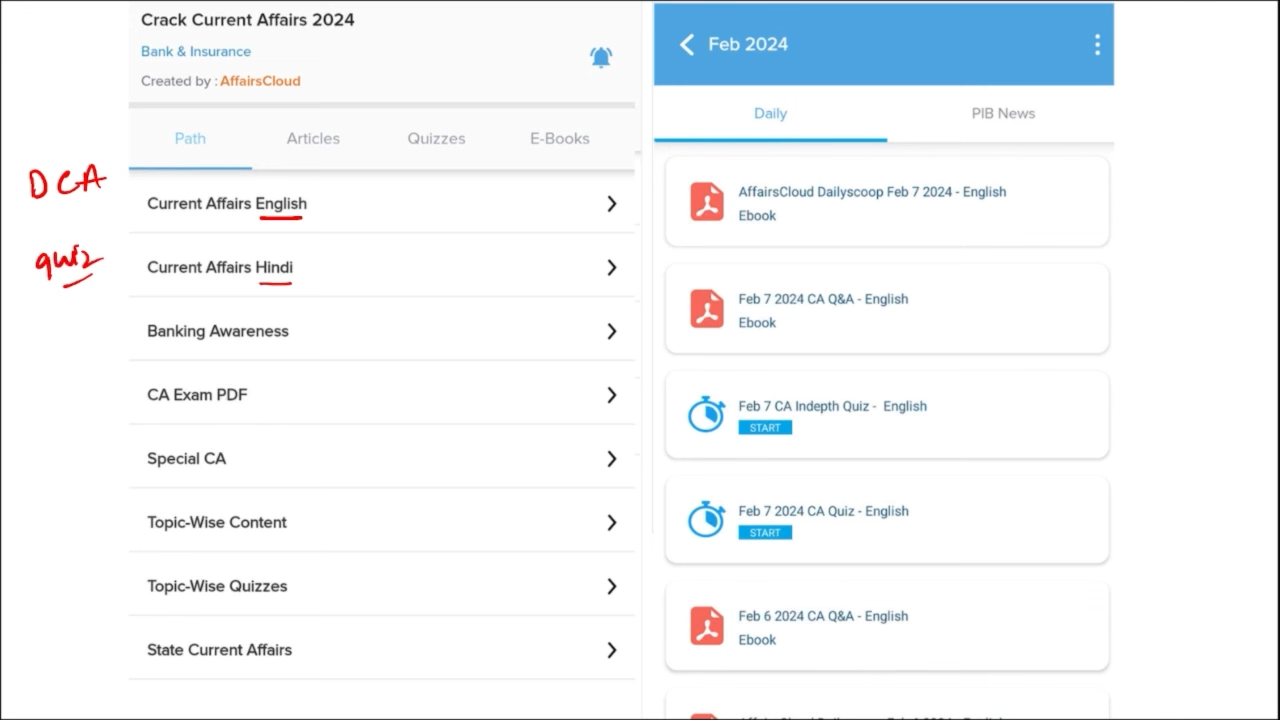 Crack Current Affairs 2024
Bank & Insurance
Created by : AffairsCloud
Path Articles Quizzes E-Books
DCA
Current Affairs English
quiz
Current Affairs Hindi
Banking Awareness
CA Exam PDF
Special CA
Topic-Wise Content
Topic-Wise Quizzes
State Current Affairs
Feb 2024
Daily PIB News
AffairsCloud Dailyscoop Feb 7 2024 - English
Ebook
Feb 7 2024 CA Q&A - English
Ebook
Feb 7 CA Indepth Quiz - English
START
Feb 7 2024 CA Quiz - English
START
Feb 6 2024 CA Q&A - English
Ebook